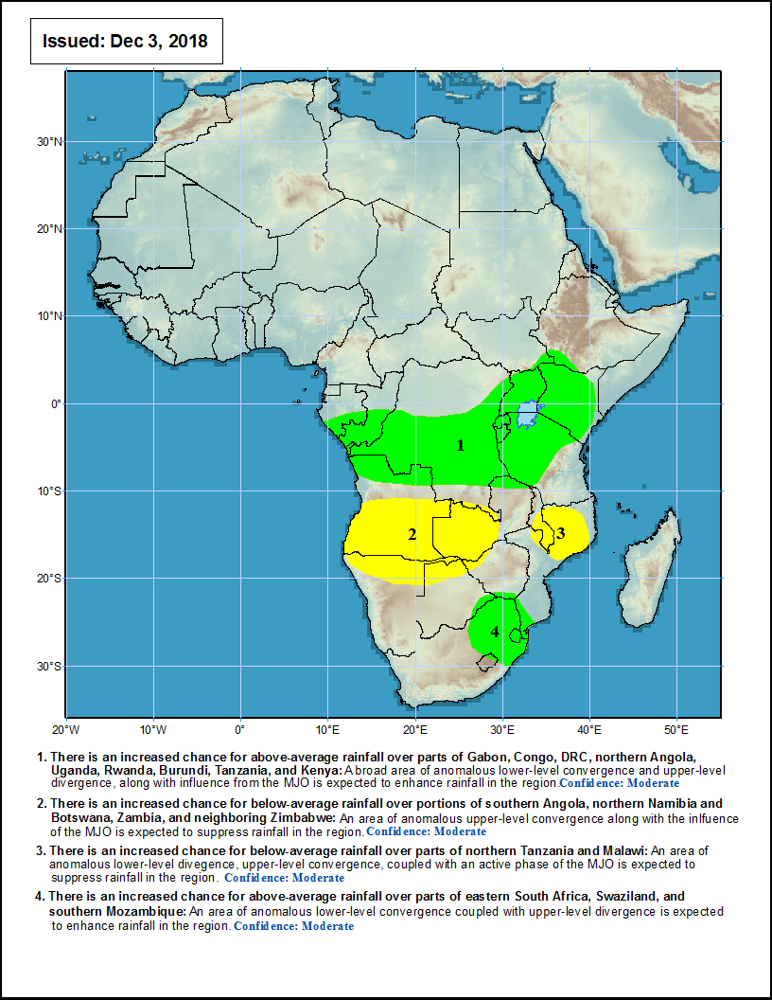 Issued: Dec 3, 2018
30°N
20°N
10°N
0°
10°S
20°S
30°S
1
2
3
4
20°W
10°W
0°
10°E
20°E
30°E
40°E
50°E
1. There is an increased chance for above-average rainfall over parts of Gabon, Congo, DRC, northern Angola,
Uganda, Rwanda, Burundi, Tanzania, and Kenya: A broad area of anomalous lower-level convergence and upper-level
divergence, along with influence from the MJO is expected to enhance rainfall in the region. Confidence: Moderate
2. There is an increased chance for below-average rainfall over portions of southern Angola, northern Namibia and
Botswana, Zambia, and neighboring Zimbabwe: An area of anomalous upper-level convergence along with the inlfuence
of the MJO is expected to suppress rainfall in the region. Confidence: Moderate
3. There is an increased chance for below-average rainfall over parts of northern Tanzania and Malawi: An area of
anomalous lower-level divegence, upper-level convergence, coupled with an active phase of the MJO is expected to
suppress rainfall in the region. Confidence: Moderate
4. There is an increased chance for above-average rainfall over parts of eastern South Africa, Swaziland, and
southern Mozambique: An area of anomalous lower-level convergence coupled with upper-level divergence is expected
to enhance rainfall in the region. Confidence: Moderate